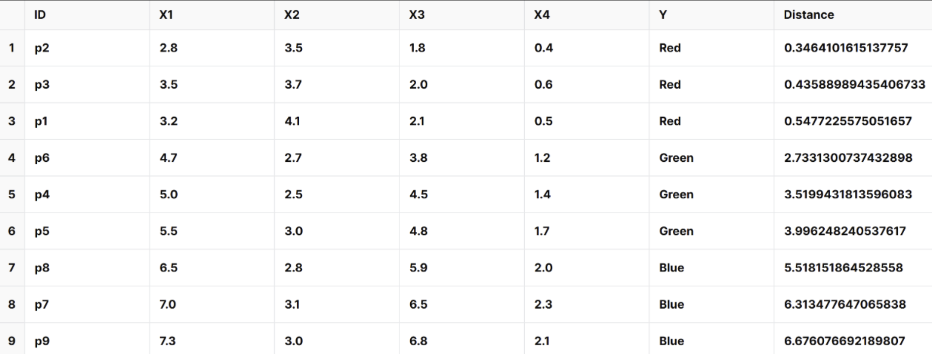 ID X1 X2 X3 X4 Y Distance
1 p2 2.8 3.5 1.8 0.4 Red 0.3464101615137757
2 p3 3.5 3.7 2.0 0.6 Red 0.43588989435406733
3 p1 3.2 4.1 2.1 0.5 Red 0.5477225575051657
4 p6 4.7 2.7 3.8 1.2 Green 2.7331300737432898
5 p4 5.0 2.5 4.5 1.4 Green 3.5199431813596083
6 p5 5.5 3.0 4.8 1.7 Green 3.996248240537617
7 p8 6.5 2.8 5.9 2.0 Blue 5.518151864528558
8 p7 7.0 3.1 6.5 2.3 Blue 6.313477647065838
9 p9 7.3 3.0 6.8 2.1 Blue 6.676076692189807